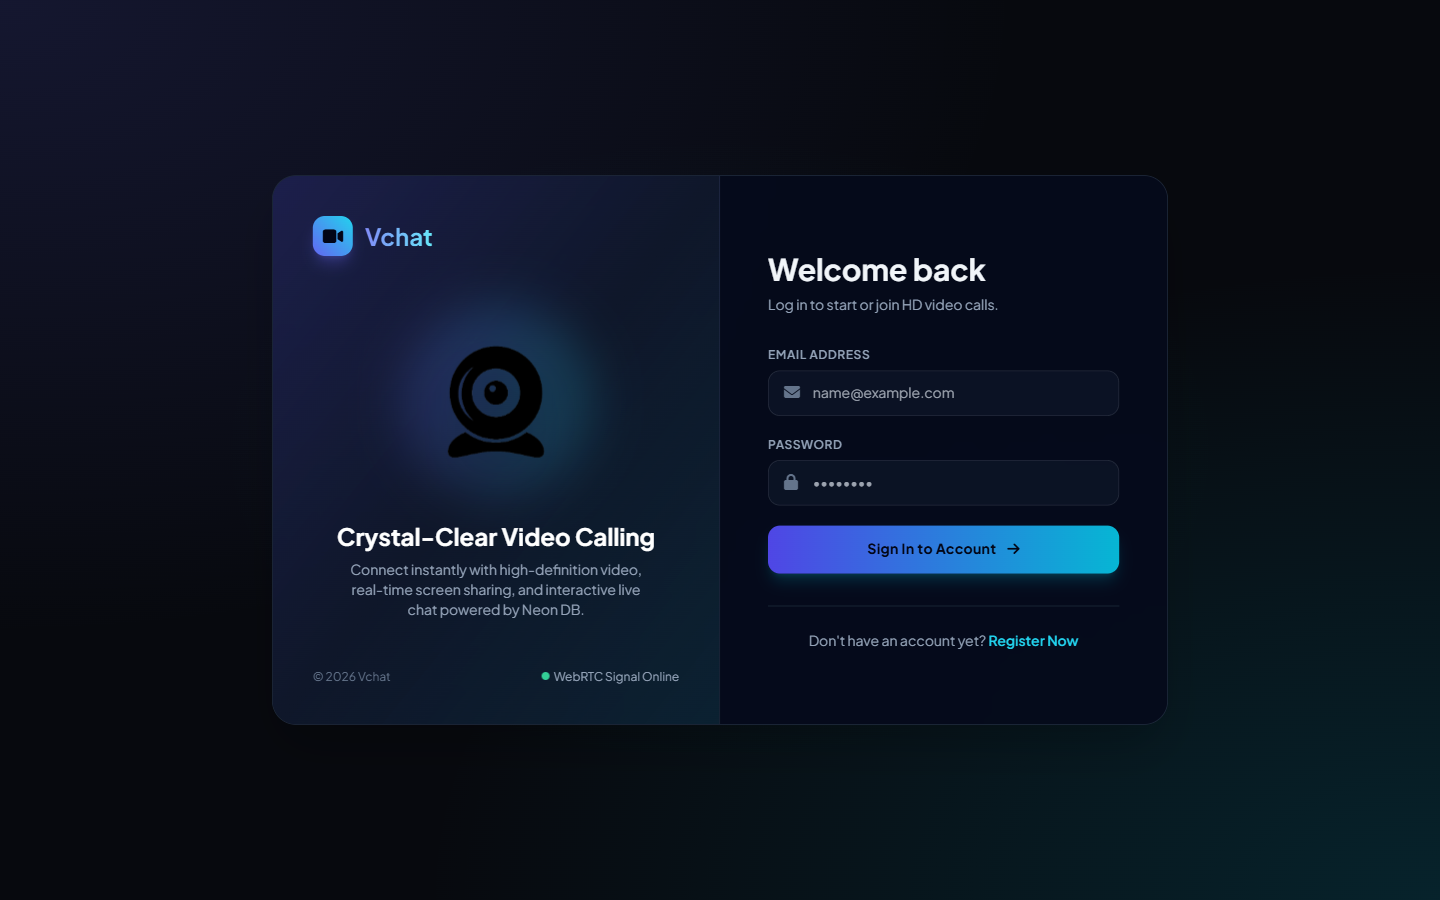 Vchat
Crystal-Clear Video Calling
Connect instantly with high-definition video,
real-time screen sharing, and interactive live
chat powered by Neon DB.
© 2026 Vchat
WebRTC Signal Online
Welcome back
Log in to start or join HD video calls.
EMAIL ADDRESS
name@example.com
PASSWORD
••••••••
Sign In to Account →
Don't have an account yet? Register Now